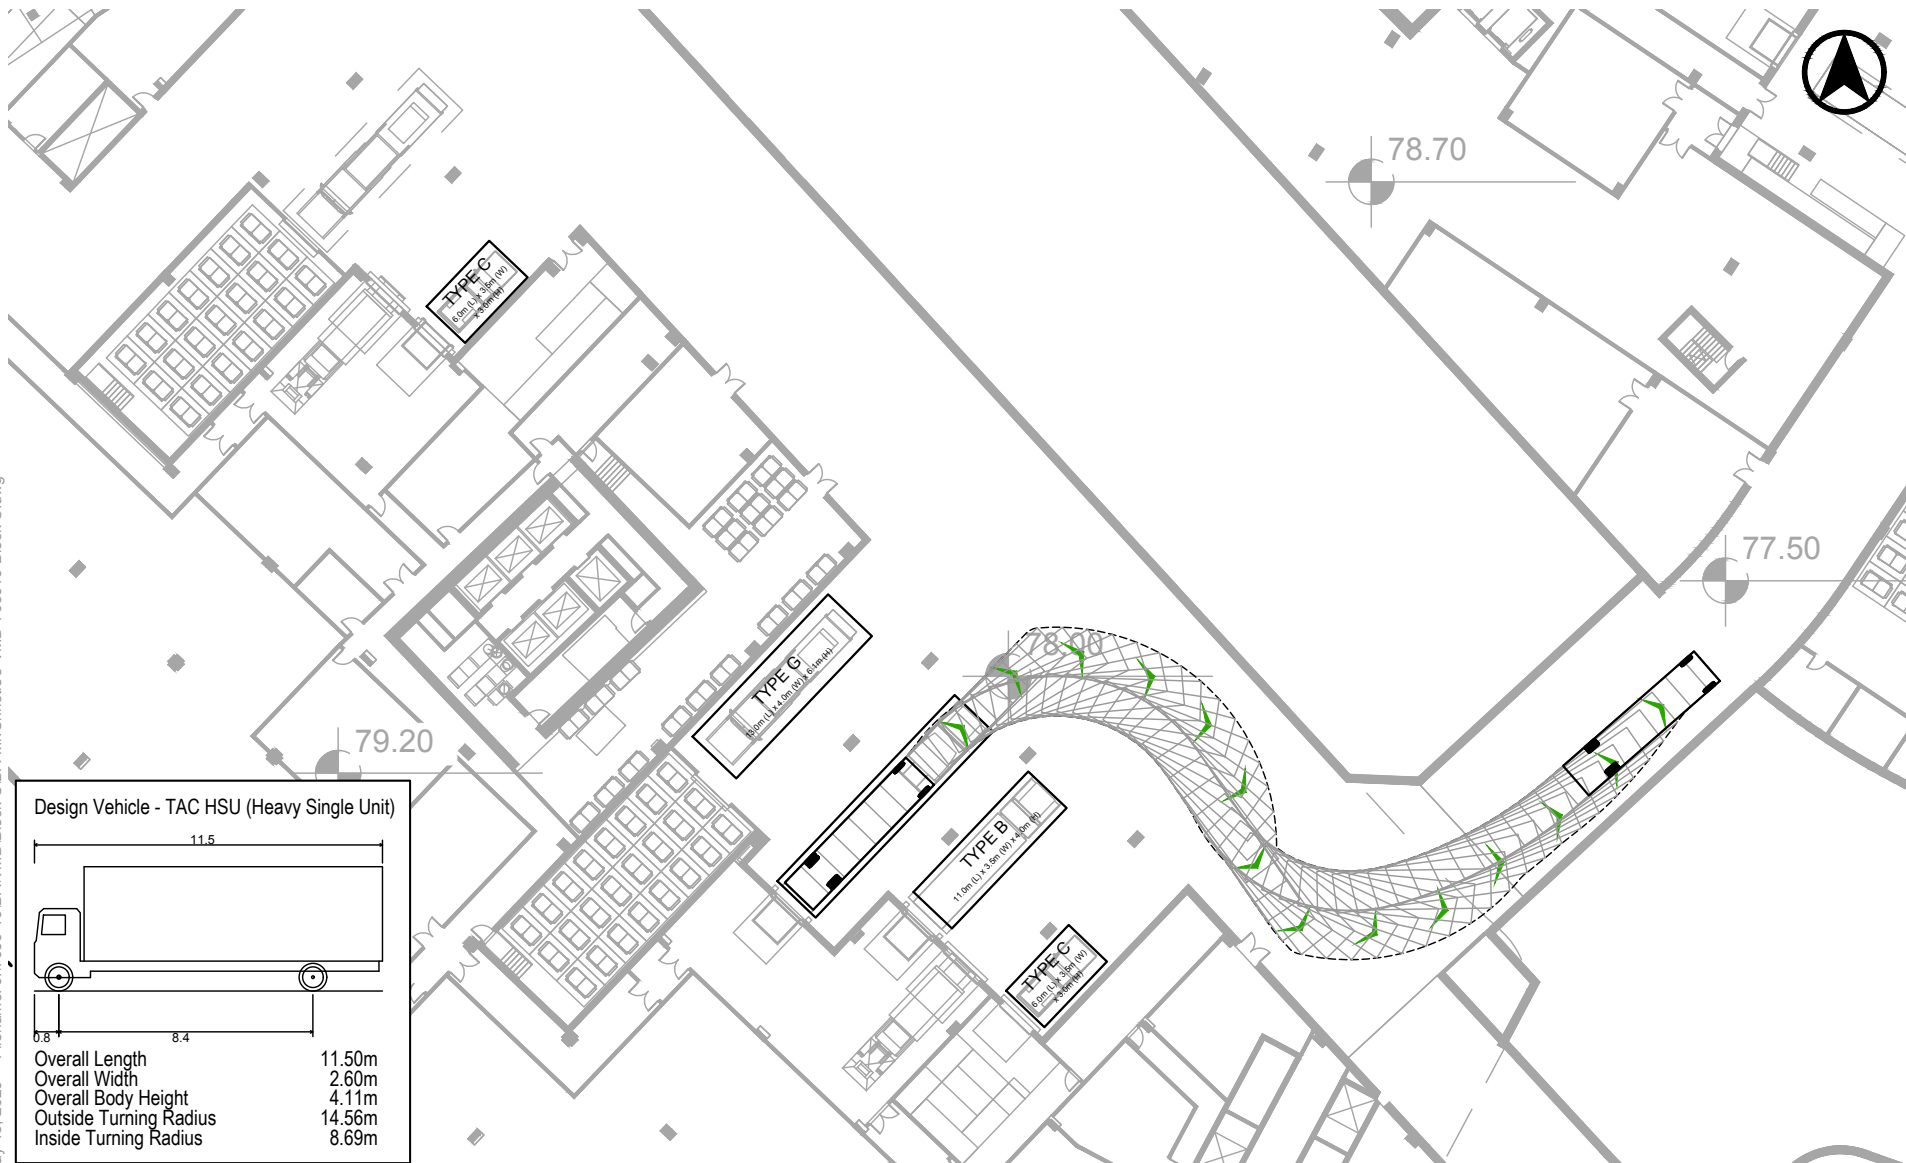 78.70
TYPE C
6.0m (L) x 3.5m (W)
x 3.6m (H)
77.50
78.00
TYPE G
13.0m (L) x 4.0m (W) x 6.1m (H)
79.20
TYPE B
11.0m (L) x 3.5m (W) x 4.0m (H)
TYPE C
6.0m (L) x 3.5m (W)
x 3.6m (H)
Design Vehicle - TAC HSU (Heavy Single Unit)
11.5
0.8
8.4
Overall Length 11.50m
Overall Width 2.60m
Overall Body Height 4.11m
Outside Turning Radius 14.56m
Inside Turning Radius 8.69m